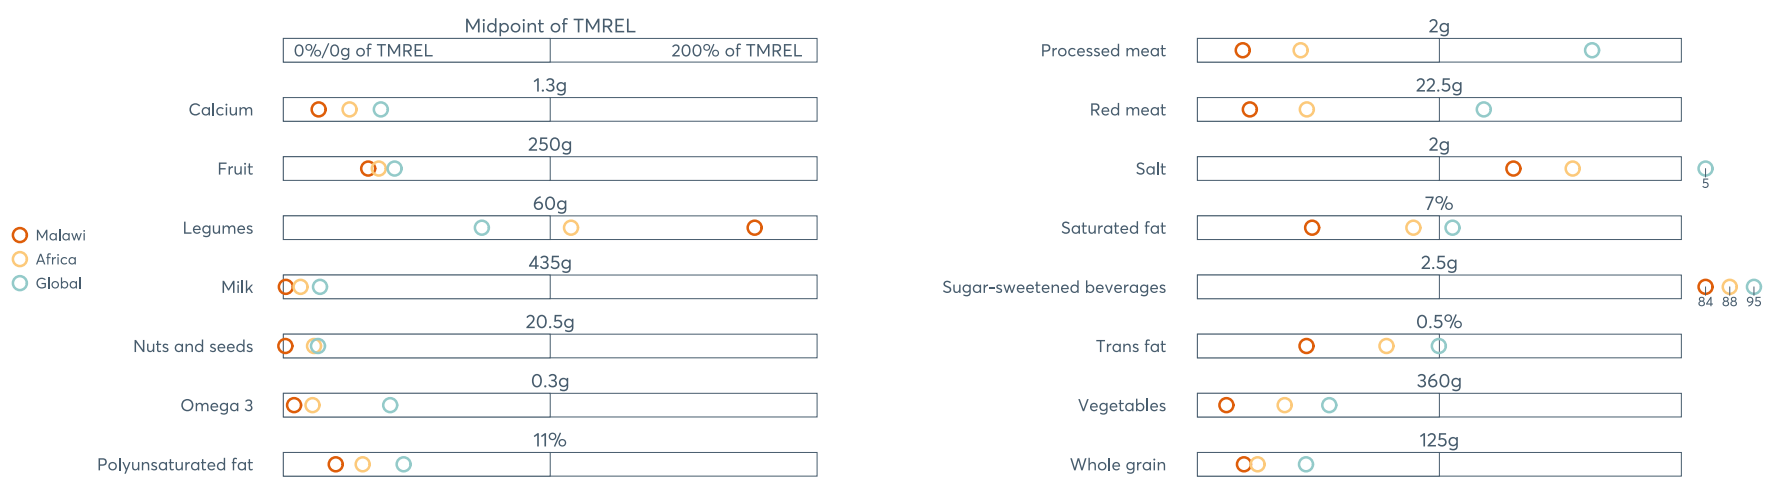 Midpoint of TMREL
0%/0g of TMREL 200% of TMREL
1.3g
Calcium
250g
Fruit
60g
Legumes
435g
Milk
20.5g
Nuts and seeds
0.3g
Omega 3
11%
Polyunsaturated fat
Malawi
Africa
Global
2g
Processed meat
22.5g
Red meat
2g
Salt
5
7%
Saturated fat
2.5g
Sugar-sweetened beverages
84 88 95
0.5%
Trans fat
360g
Vegetables
125g
Whole grain